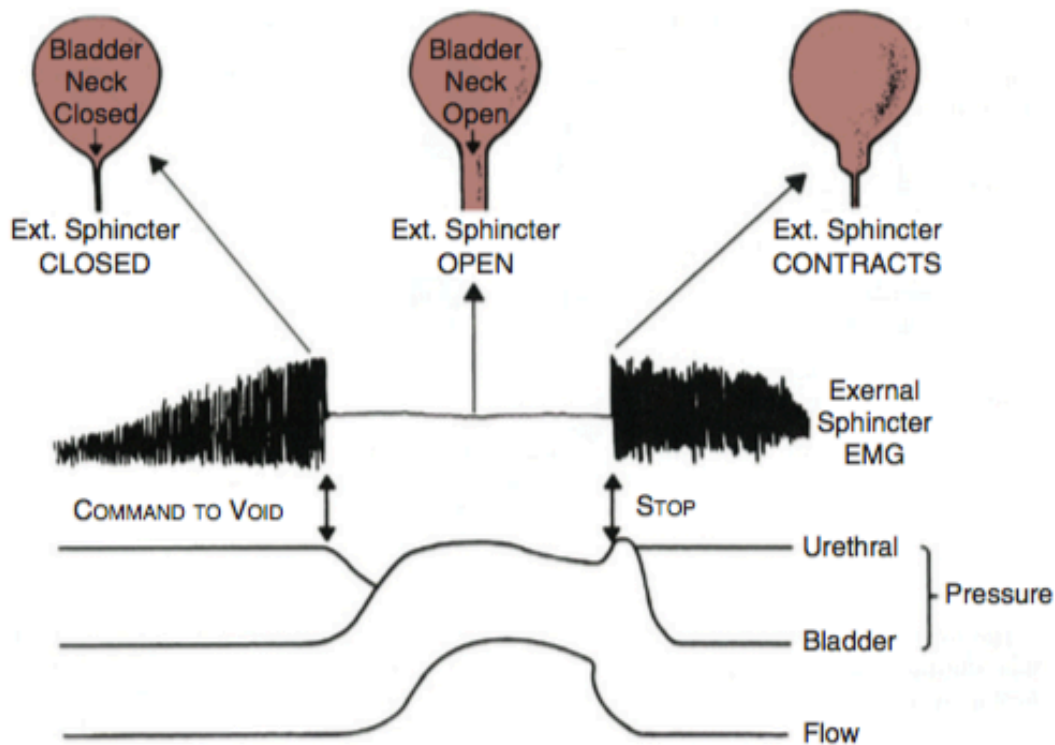 Bladder
Neck
Closed
Ext. Sphincter
CLOSED
Bladder
Neck
Open
Ext. Sphincter
OPEN
Ext. Sphincter
CONTRACTS
Exernal
Sphincter
EMG
COMMAND TO VOID
STOP
Urethral
Pressure
Bladder
Flow